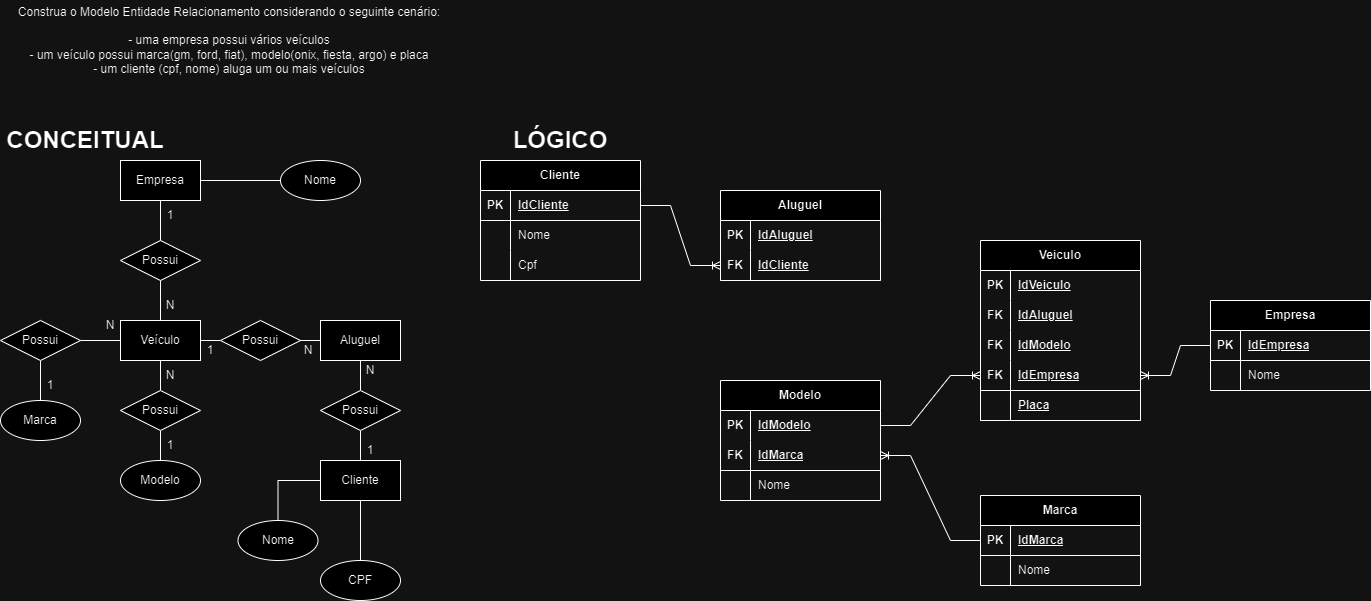 Construa o Modelo Entidade Relacionamento considerando o seguinte cenário:
- uma empresa possui vários veículos
- um veículo possui marca(gm, ford, fiat), modelo(onix, fiesta, argo) e placa
- um cliente (cpf, nome) aluga um ou mais veículos
CONCEITUAL
Empresa
Nome
1
Possui
N
Possui
N
Veículo
1
Possui
N
Aluguel
1
Marca
N
Possui
1
Modelo
N
Possui
1
Cliente
Nome
CPF
LÓGICO
Cliente
PK IdCliente
Nome
Cpf
Aluguel
PK IdAluguel
FK IdCliente
Veiculo
PK IdVeiculo
FK IdAluguel
FK IdModelo
FK IdEmpresa
Placa
Empresa
PK IdEmpresa
Nome
Modelo
PK IdModelo
FK IdMarca
Nome
Marca
PK IdMarca
Nome